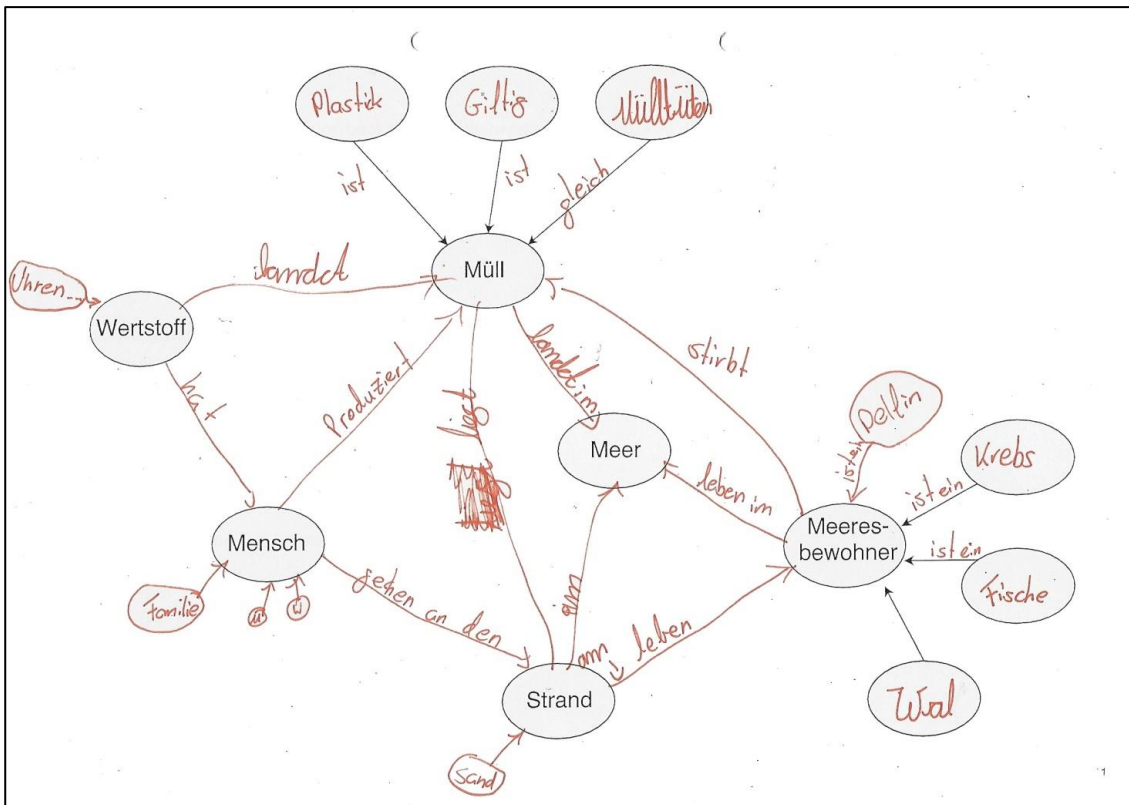 Plastik
Giftig
Mülltüten
ist
ist
gleich
Müll
Uhren
landet
Wertstoff
hat
Produziert
liegt
landet im
stirbt
Meer
Delfin
ist ein
Krebs
ist ein
leben im
Meeres-
bewohner
ist ein
Fische
Mensch
Familie
M
W
gehen an den
am
am
leben
Strand
Wal
Sand
1